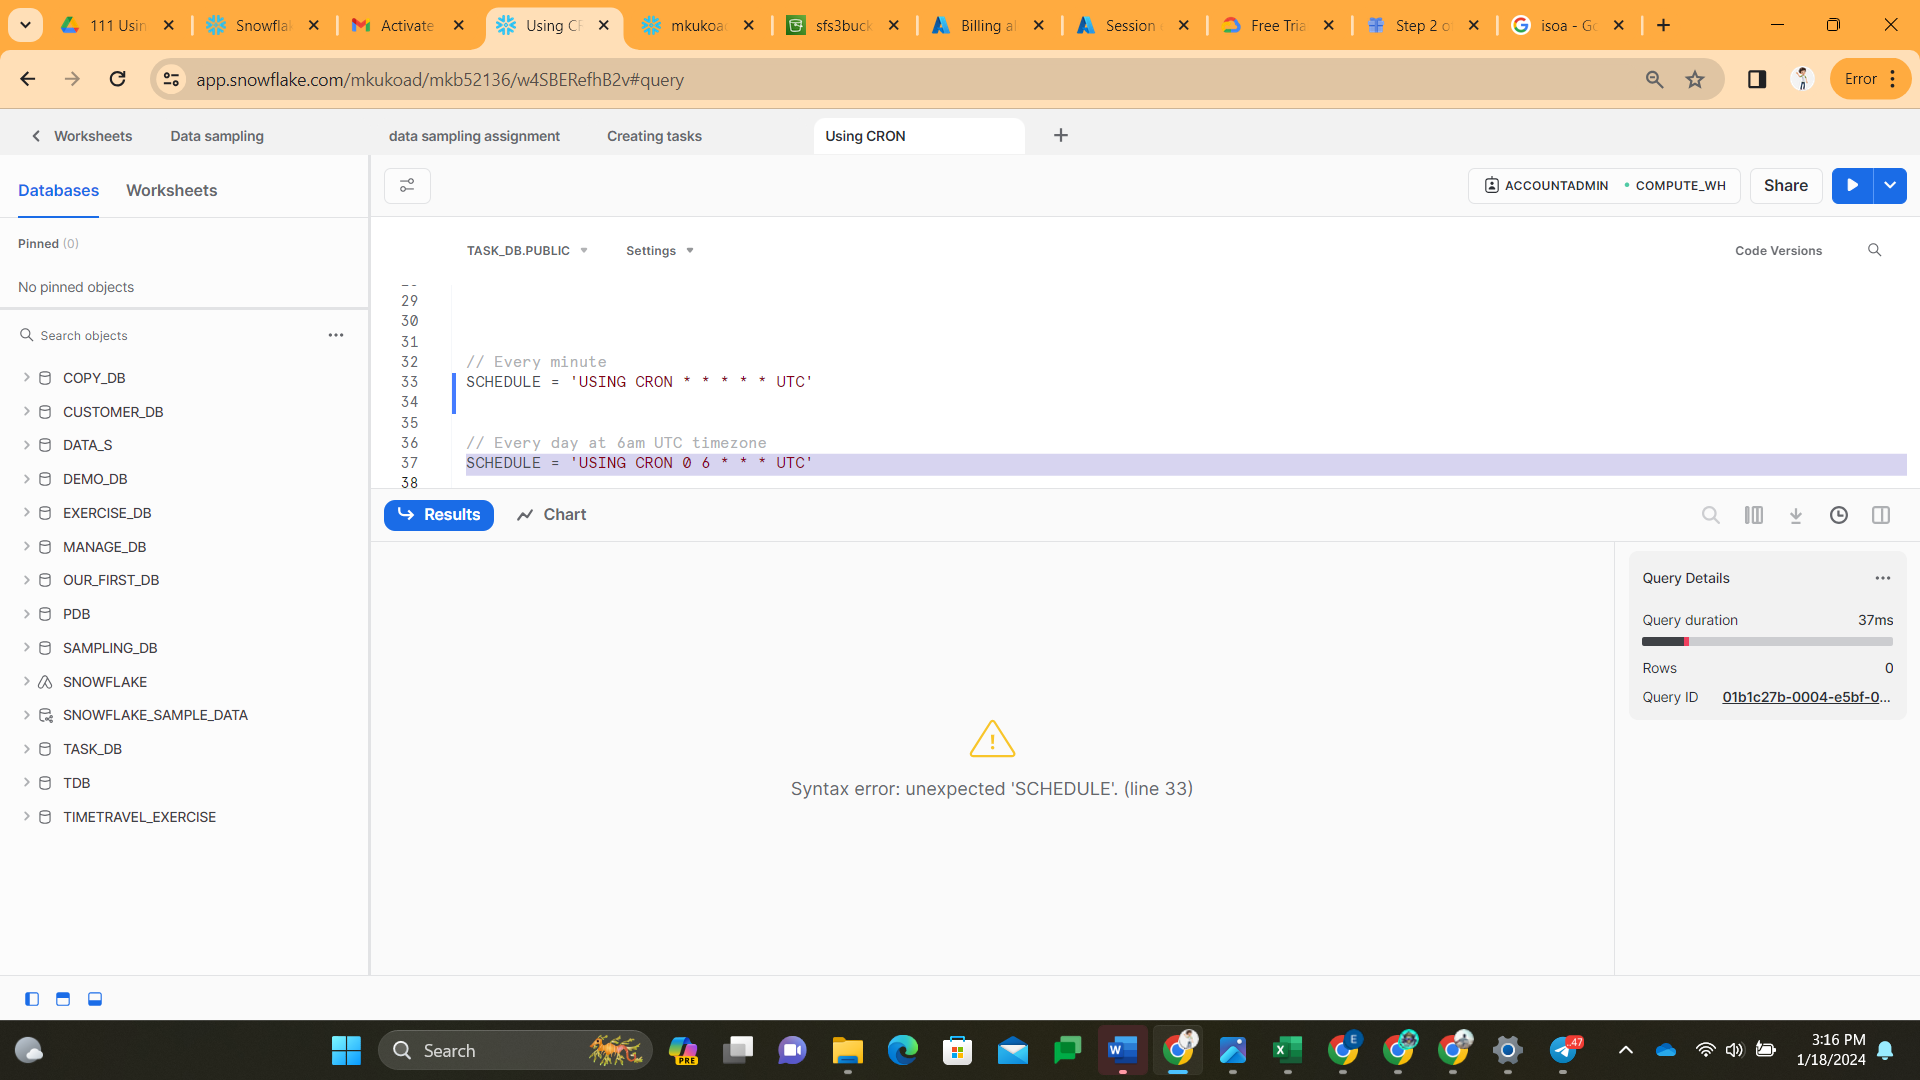 111 Usin
Snowflak
Activate
Using CR
mkukoad
sfs3buck
Billing al
Session
Free Tria
Step 2 o
isoa - Go
app.snowflake.com/mkukoad/mkb52136/w4SBERefhB2v#query
Error
Worksheets
Data sampling
data sampling assignment
Creating tasks
Using CRON
Databases
Worksheets
ACCOUNTADMIN
COMPUTE_WH
Share
Pinned (0)
No pinned objects
TASK_DB.PUBLIC
Settings
Code Versions
Search objects
COPY_DB
CUSTOMER_DB
DATA_S
DEMO_DB
EXERCISE_DB
MANAGE_DB
OUR_FIRST_DB
PDB
SAMPLING_DB
SNOWFLAKE
SNOWFLAKE_SAMPLE_DATA
TASK_DB
TDB
TIMETRAVEL_EXERCISE
29
30
31
32 // Every minute
33 SCHEDULE = 'USING CRON * * * * * UTC'
34
35
36 // Every day at 6am UTC timezone
37 SCHEDULE = 'USING CRON 0 6 * * * UTC'
38
Results
Chart
Syntax error: unexpected 'SCHEDULE'. (line 33)
Query Details
Query duration 37ms
Rows 0
Query ID 01b1c27b-0004-e5bf-0...
Search
PRE
W
X
E
47
3:16 PM
1/18/2024